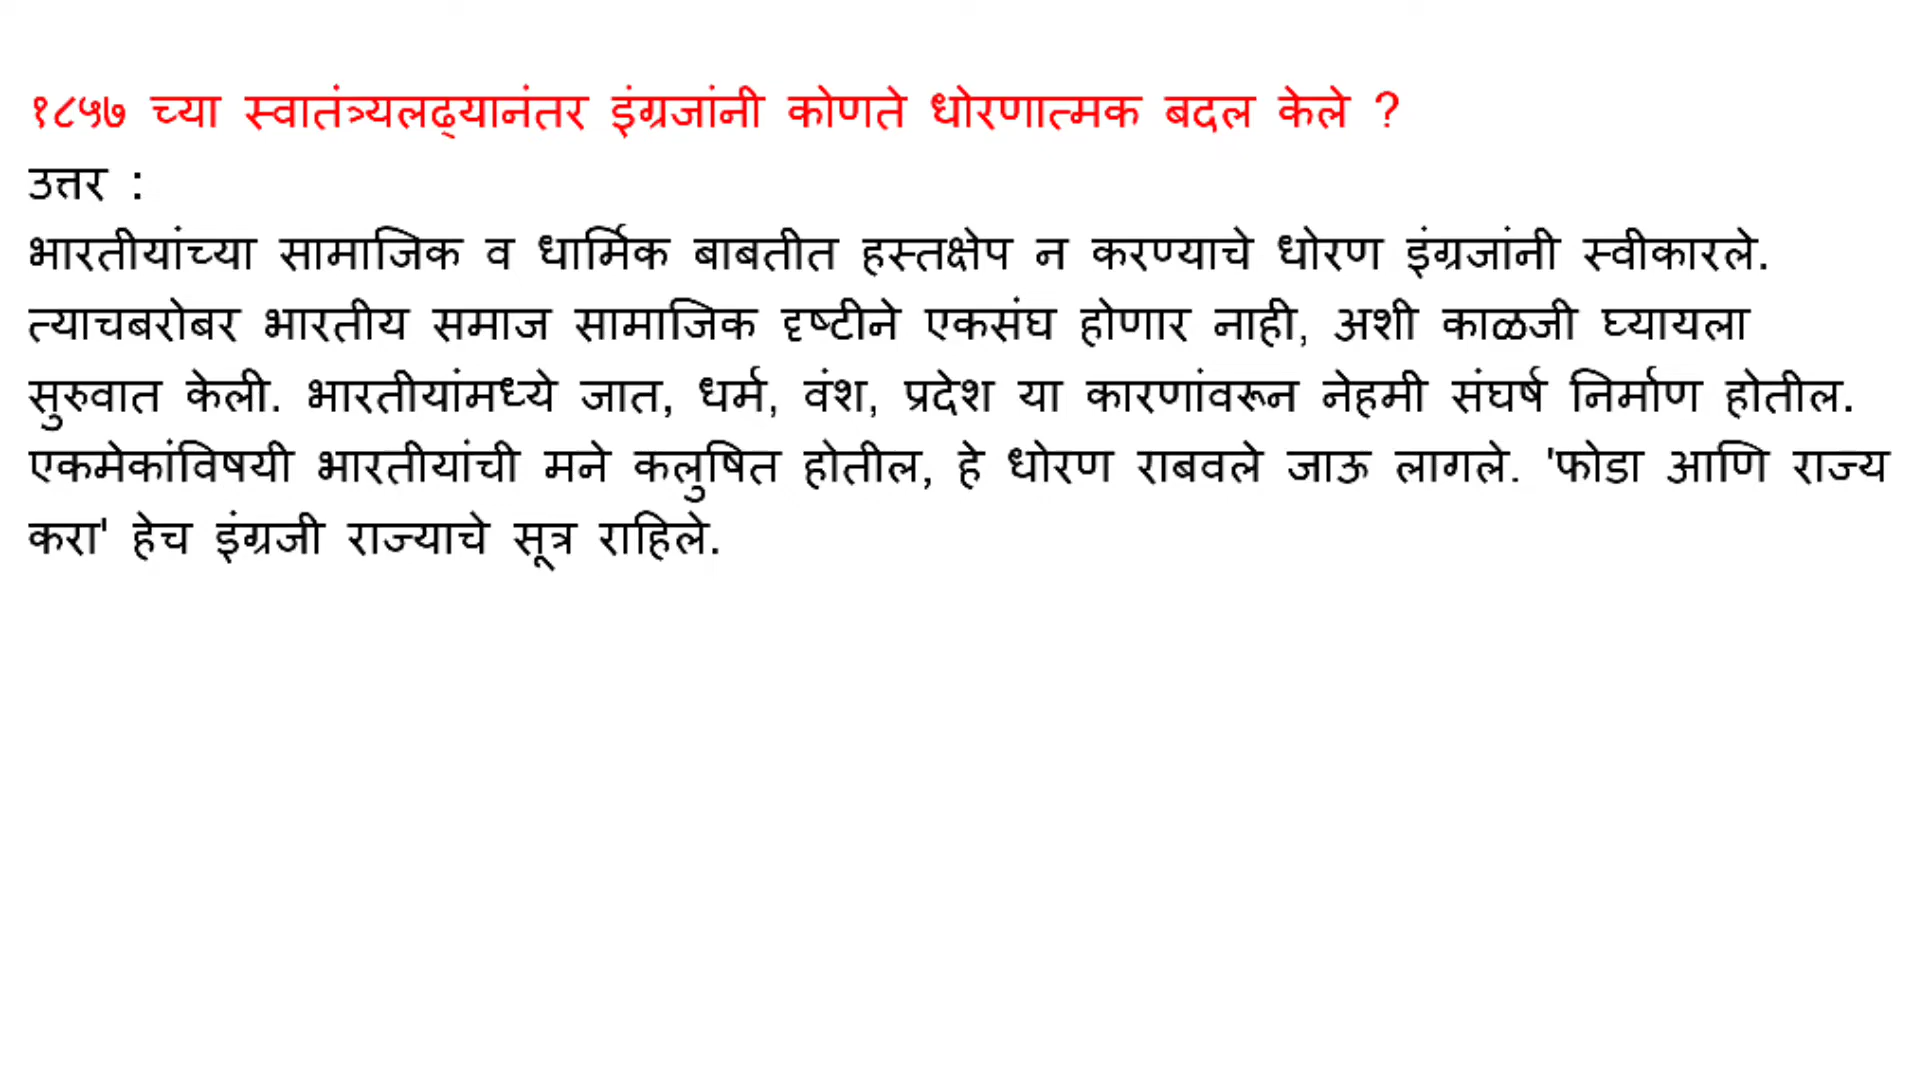 १८५७ च्या स्वातंत्र्यलढ्यानंतर इंग्रजांनी कोणते धोरणात्मक बदल केले ?
उत्तर :
भारतीयांच्या सामाजिक व धार्मिक बाबतीत हस्तक्षेप न करण्याचे धोरण इंग्रजांनी स्वीकारले.
त्याचबरोबर भारतीय समाज सामाजिक दृष्टीने एकसंघ होणार नाही, अशी काळजी घ्यायला
सुरुवात केली. भारतीयांमध्ये जात, धर्म, वंश, प्रदेश या कारणांवरून नेहमी संघर्ष निर्माण होतील.
एकमेकांविषयी भारतीयांची मने कलुषित होतील, हे धोरण राबवले जाऊ लागले. 'फोडा आणि राज्य
करा' हेच इंग्रजी राज्याचे सूत्र राहिले.